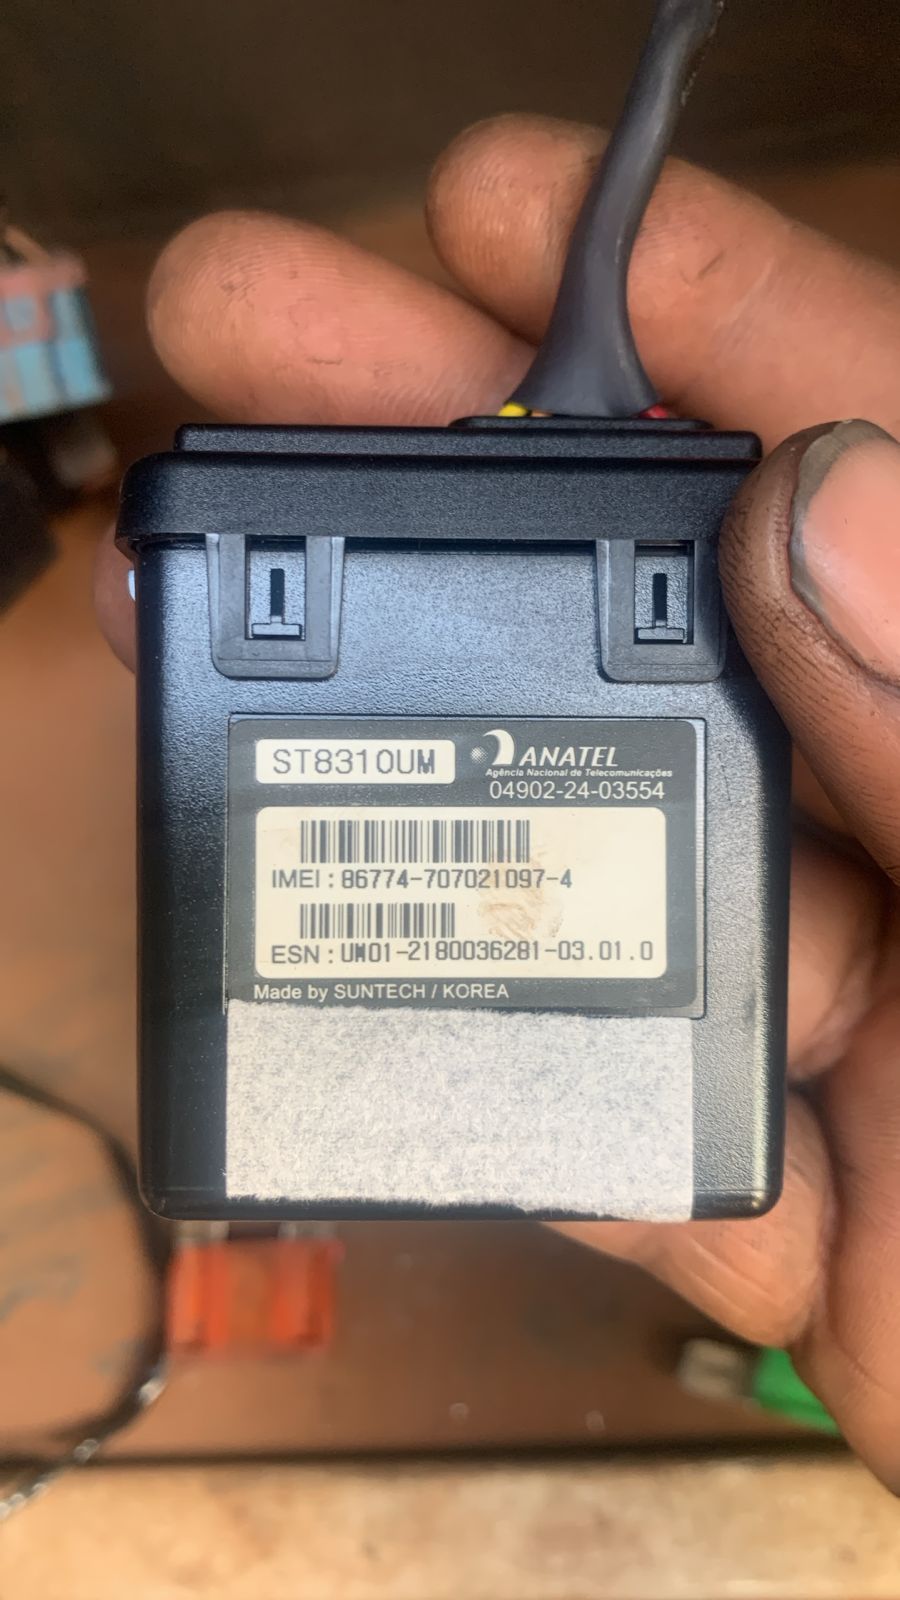 ST8310UM
ANATEL
Agência Nacional de Telecomunicações
04902-24-03554
IMEI : 86774-707021097-4
ESN : UM01-2180036281-03.01.0
Made by SUNTECH / KOREA